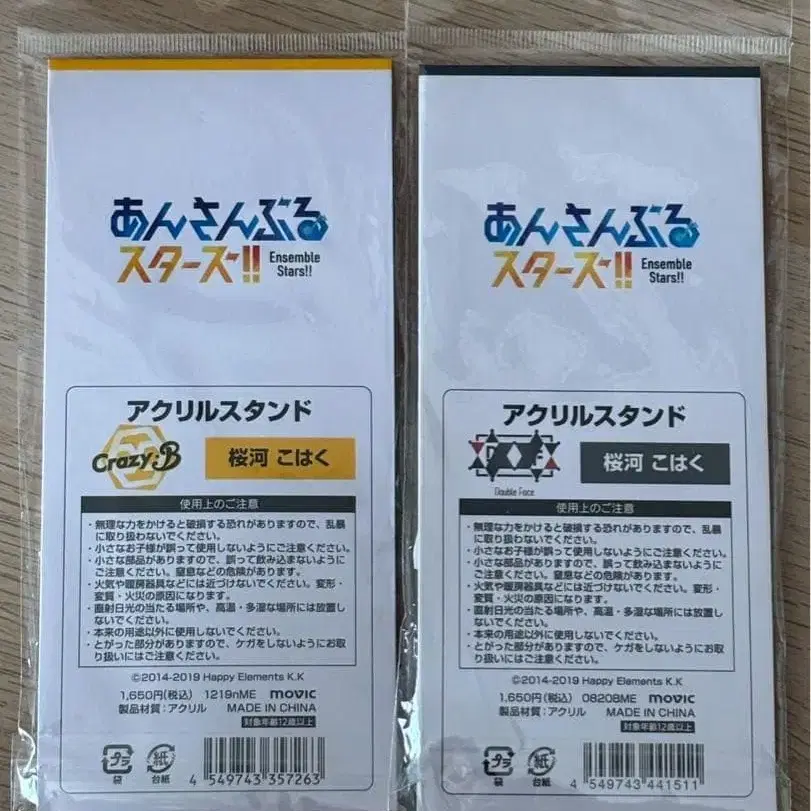 あんさんぶる
スターズ!!
Ensemble
Stars!!
アクリルスタンド
Crazy:B
桜河 こはく
使用上のご注意
・無理な力をかけると破損する恐れがありますので、乱暴
に取り扱わないでください。
・小さなお子様が誤って使用しないようにご注意ください。
・小さな部品がありますので、誤って飲み込まないように
ご注意ください。窒息などの危険があります。
・火気や暖房器具などには近づけないでください。変形・
変質・火災の原因になります。
・直射日光の当たる場所や、高温・多湿な場所には放置し
ないでください。
・本来の用途以外に使用しないでください。
・とがった部分がありますので、ケガをしないようにお取
り扱いにはご注意ください。
©2014-2019 Happy Elements K.K
1,650円(税込) 1219nME movic
製品材質：アクリル MADE IN CHINA
対象年齢12歳以上
プラ
袋
紙
台紙
4 549743 357263
あんさんぶる
スターズ!!
Ensemble
Stars!!
アクリルスタンド
Double Face
桜河 こはく
使用上のご注意
・無理な力をかけると破損する恐れがありますので、乱暴
に取り扱わないでください。
・小さなお子様が誤って使用しないようにご注意ください。
・小さな部品がありますので、誤って飲み込まないように
ご注意ください。窒息などの危険があります。
・火気や暖房器具などには近づけないでください。変形・
変質・火災の原因になります。
・直射日光の当たる場所や、高温・多湿な場所には放置し
ないでください。
・本来の用途以外に使用しないでください。
・とがった部分がありますので、ケガをしないようにお取
り扱いにはご注意ください。
©2014-2019 Happy Elements K.K
1,650円(税込) 08208ME movic
製品材質：アクリル MADE IN CHINA
対象年齢12歳以上
プラ
袋
紙
台紙
4 549743 441511